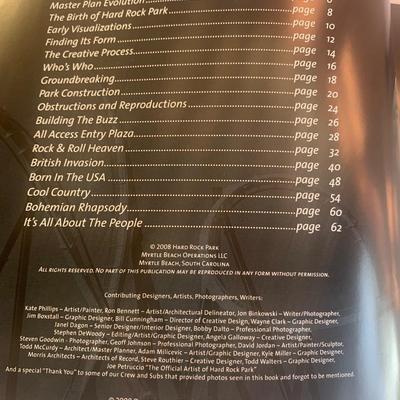 Master Plan Evolution
The Birth of Hard Rock Park........page 8
Early Visualizations........page 10
Finding Its Form........page 12
The Creative Process........page 14
Who's Who........page 16
Groundbreaking........page 18
Park Construction........page 20
Obstructions and Reproductions........page 24
Building The Buzz........page 26
All Access Entry Plaza........page 28
Rock & Roll Heaven........page 32
British Invasion........page 40
Born In The USA........page 48
Cool Country........page 54
Bohemian Rhapsody........page 60
It's All About The People........page 62
© 2008 Hard Rock Park
Myrtle Beach Operations LLC
Myrtle Beach, South Carolina
All rights reserved. No part of this publication may be reproduced in any form without permission.
Contributing Designers, Artists, Photographers, Writers:
Kate Phillips – Artist/Painter, Ron Bennett – Artist/Architectural Delineator, Jon Binkowski – Writer/Photographer,
Jim Boxstall – Graphic Designer, Bill Cunningham – Director of Creative Design, Wayne Clark – Graphic Designer,
Janel Dagon – Senior Designer/Interior Designer, Bobby Dalto – Professional Photographer,
Stephen DeWoody – Editing/Artist/Graphic Designer, Angela Galloway – Creative Design,
Steven Goodwin - Photographer, Geoff Johnson – Professional Photographer, David Jordan – Artist/Painter/Sculptor,
Todd McCurdy – Architect/Master Planner, Adam Milicevic – Artist/Graphic Designer, Kyle Miller – Graphic Designer,
Morris Architects – Architects of Record, Steve Routhier – Creative Design, Todd Walters – Graphic Designer,
Joe Petruccio "The Official Artist of Hard Rock Park"
And a special "Thank You" to some of our Crew and Subs that provided photos seen in this book and forgot to be mentioned.